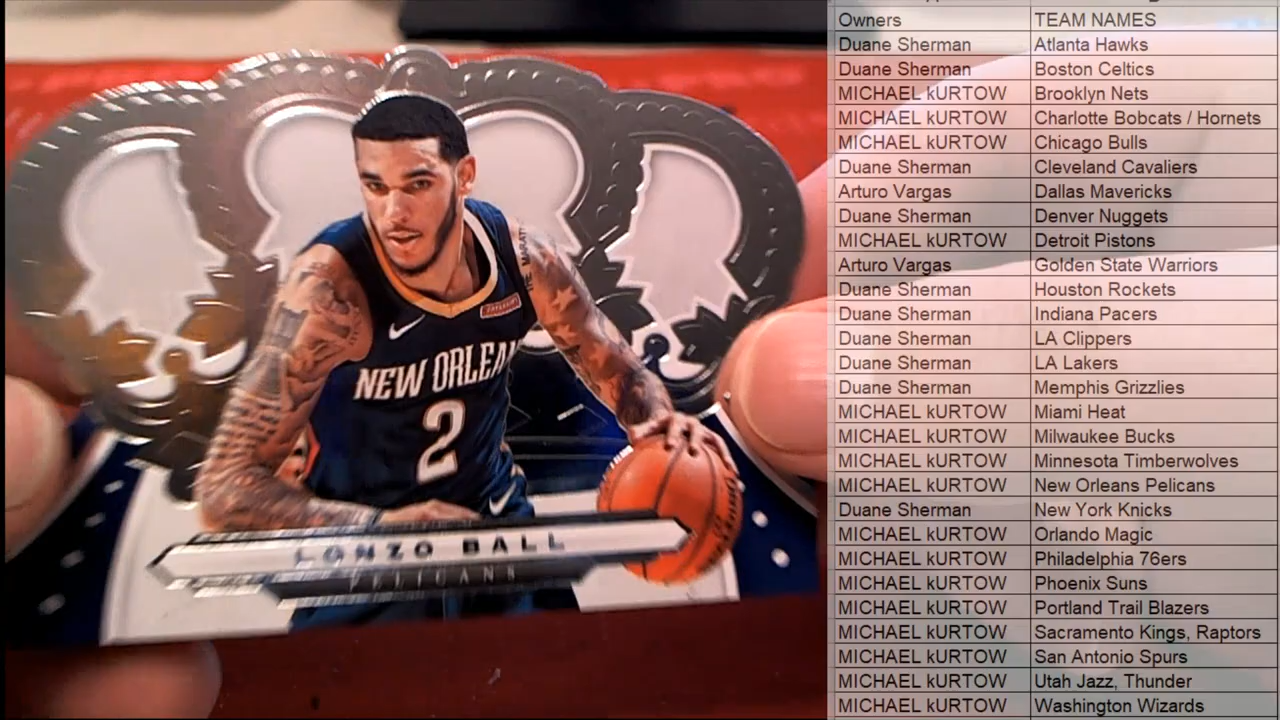 THE MARATH
NEW ORLEAN
2
LONZO BALL
PELICANS
Owners TEAM NAMES
Duane Sherman Atlanta Hawks
Duane Sherman Boston Celtics
MICHAEL kURTOW Brooklyn Nets
MICHAEL kURTOW Charlotte Bobcats / Hornets
MICHAEL kURTOW Chicago Bulls
Duane Sherman Cleveland Cavaliers
Arturo Vargas Dallas Mavericks
Duane Sherman Denver Nuggets
MICHAEL kURTOW Detroit Pistons
Arturo Vargas Golden State Warriors
Duane Sherman Houston Rockets
Duane Sherman Indiana Pacers
Duane Sherman LA Clippers
Duane Sherman LA Lakers
Duane Sherman Memphis Grizzlies
MICHAEL kURTOW Miami Heat
MICHAEL kURTOW Milwaukee Bucks
MICHAEL kURTOW Minnesota Timberwolves
MICHAEL kURTOW New Orleans Pelicans
Duane Sherman New York Knicks
MICHAEL kURTOW Orlando Magic
MICHAEL kURTOW Philadelphia 76ers
MICHAEL kURTOW Phoenix Suns
MICHAEL kURTOW Portland Trail Blazers
MICHAEL kURTOW Sacramento Kings, Raptors
MICHAEL kURTOW San Antonio Spurs
MICHAEL kURTOW Utah Jazz, Thunder
MICHAEL kURTOW Washington Wizards